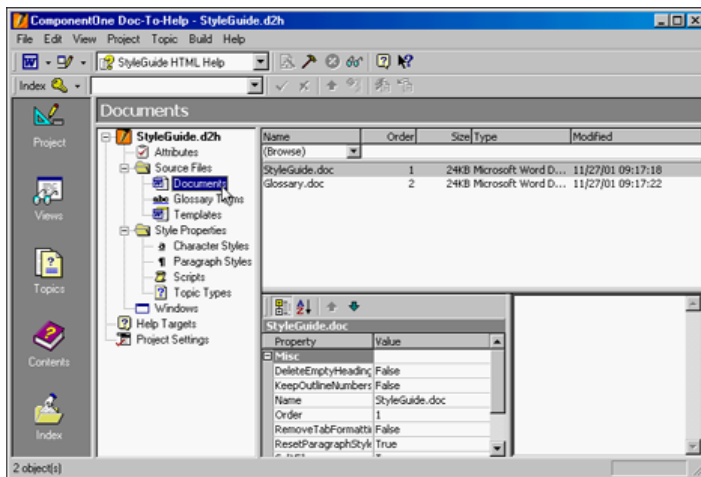 ComponentOne Doc-To-Help - StyleGuide.d2h
File Edit View Project Topic Build Help
StyleGuide HTML Help
Index
Documents
Project
Views
Topics
Contents
Index
StyleGuide.d2h
Attributes
Source Files
Documents
Glossary Terms
Templates
Style Properties
Character Styles
Paragraph Styles
Scripts
Topic Types
Windows
Help Targets
Project Settings
Name Order Size Type Modified
(Browse)
StyleGuide.doc 1 24KB Microsoft Word D... 11/27/01 09:17:18
Glossary.doc 2 24KB Microsoft Word D... 11/27/01 09:17:22
StyleGuide.doc
Property Value
Misc
DeleteEmptyHeading False
KeepOutlineNumbers False
Name StyleGuide.doc
Order 1
RemoveTabFormattin False
ResetParagraphStyle True
2 object(s)